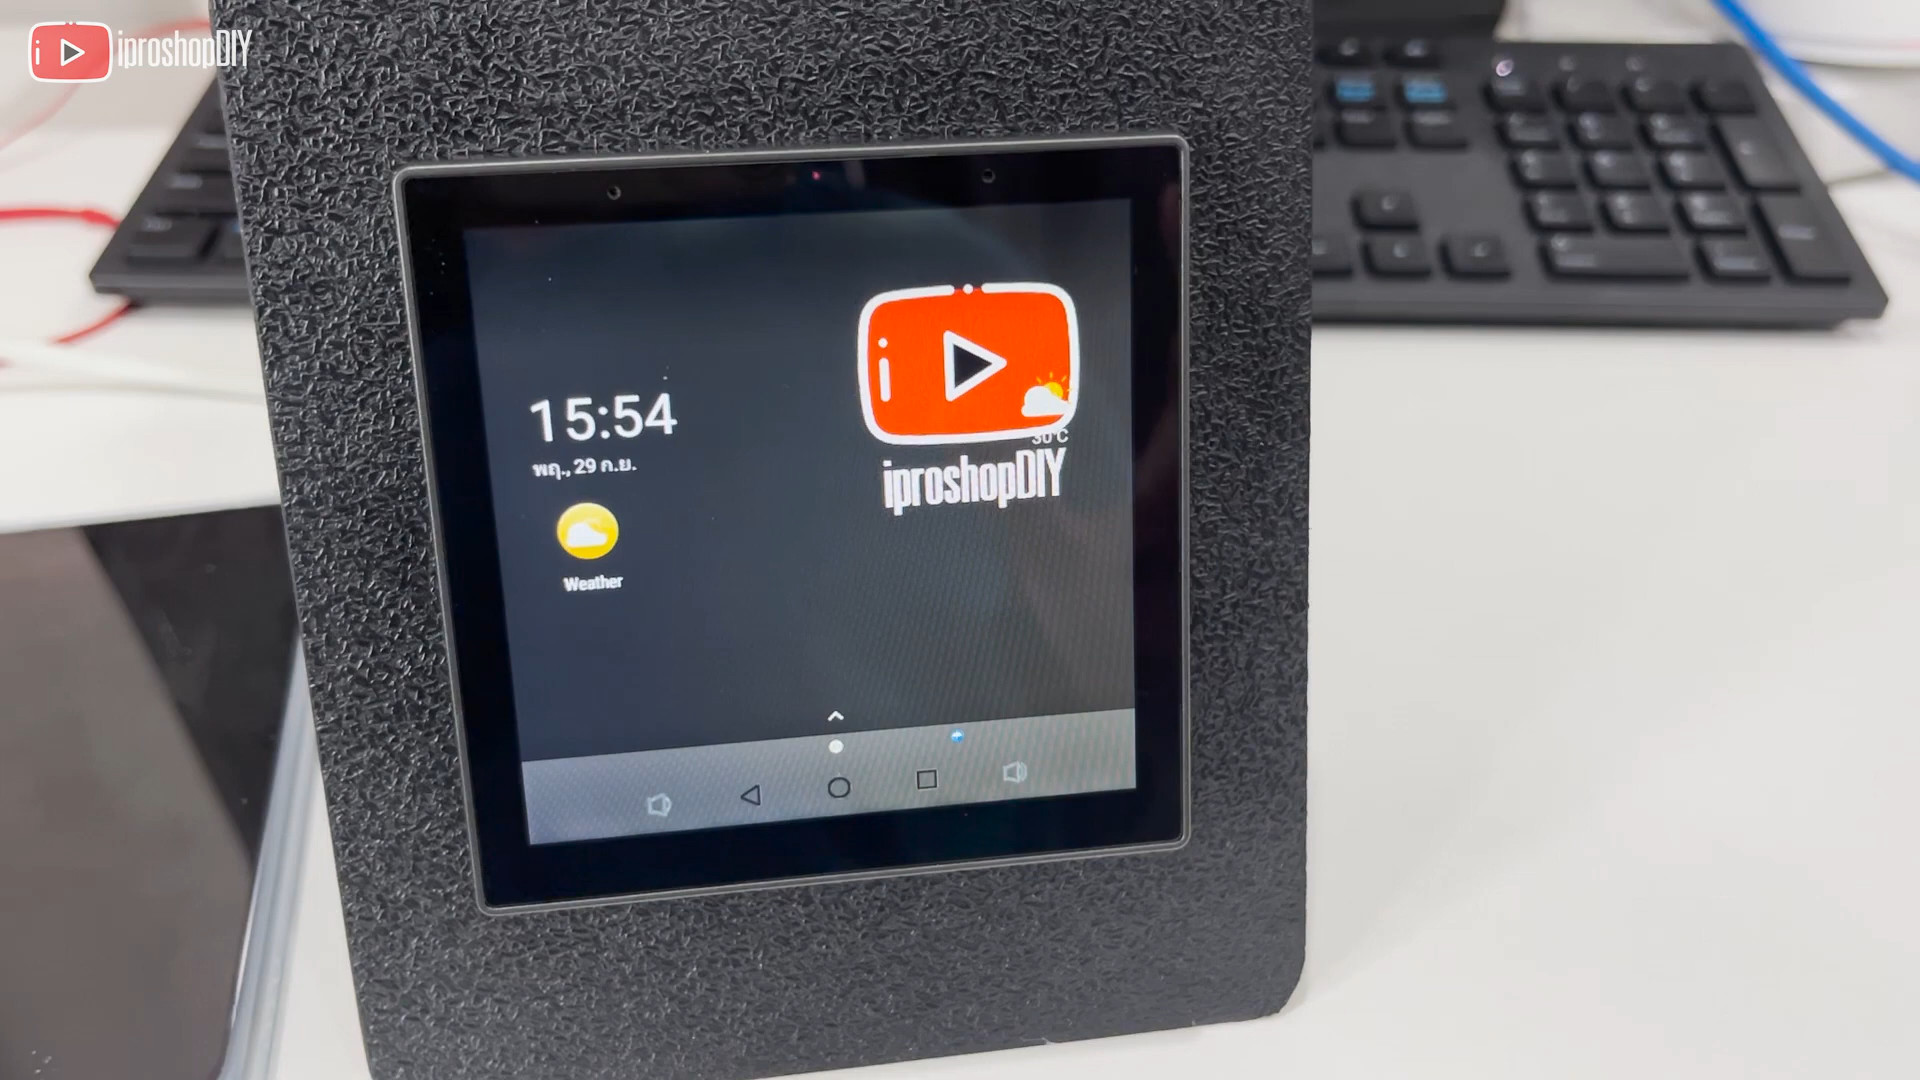 iproshopDIY
15:54
พฤ., 29 ก.ย.
Weather
30°C
iproshopDIY